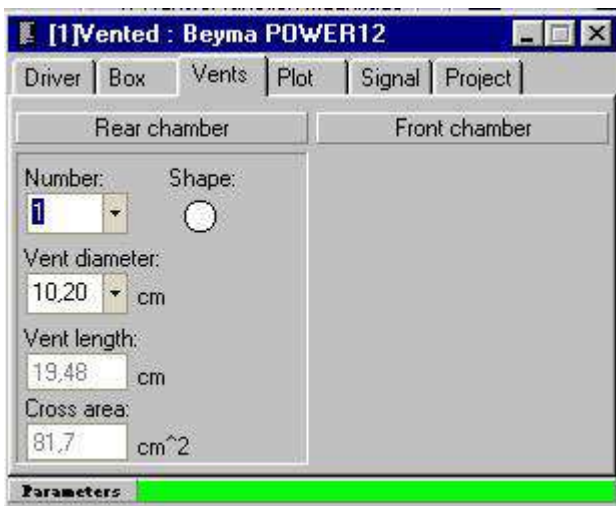 [1]Vented : Beyma POWER12
Driver Box Vents Plot Signal Project
Rear chamber Front chamber
Number: Shape:
1
Vent diameter:
10,20 cm
Vent length:
19,48 cm
Cross area:
81,7 cm^2
Parameters